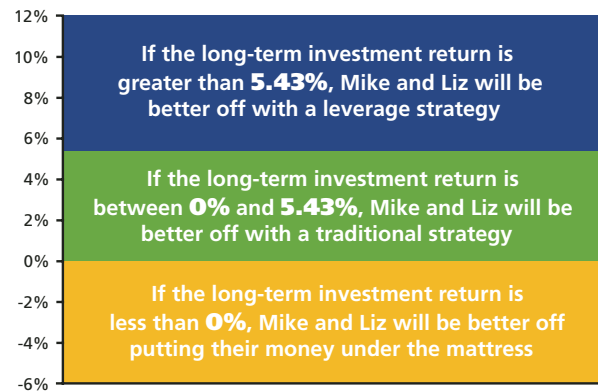 12%
10%
8%
6%
4%
2%
0%
-2%
-4%
-6%
If the long-term investment return is
greater than 5.43%, Mike and Liz will be
better off with a leverage strategy
If the long-term investment return is
between 0% and 5.43%, Mike and Liz will be
better off with a traditional strategy
If the long-term investment return is
less than 0%, Mike and Liz will be better off
putting their money under the mattress